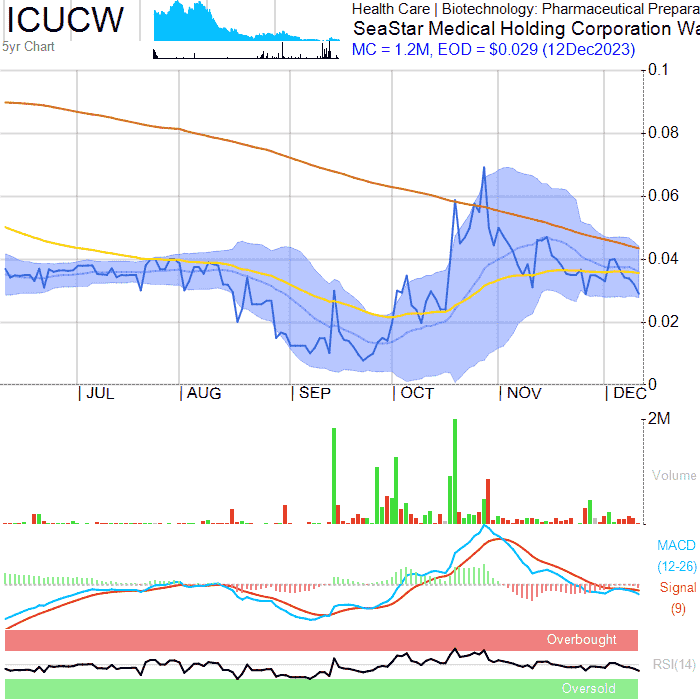 ICUCW
5yr Chart
Health Care | Biotechnology: Pharmaceutical Prepara
SeaStar Medical Holding Corporation Wa
MC = 1.2M, EOD = $0.029 (12Dec2023)
0.1
0.08
0.06
0.04
0.02
0
JUL
AUG
SEP
OCT
NOV
DEC
2M
Volume
MACD
(12-26)
Signal
(9)
Overbought
RSI(14)
Oversold